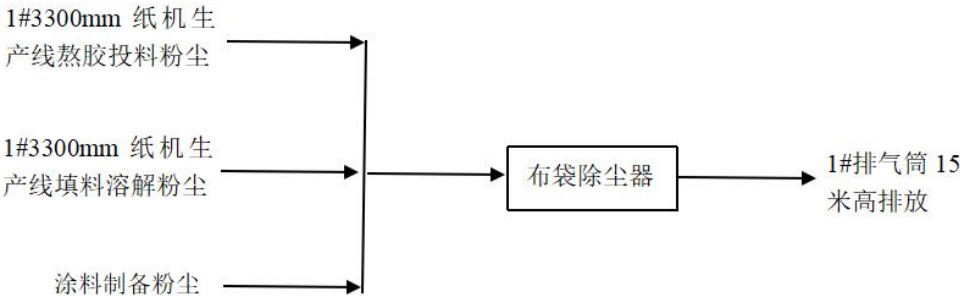 1#3300mm 纸机生
产线熬胶投料粉尘
1#3300mm 纸机生
产线填料溶解粉尘
涂料制备粉尘
布袋除尘器
1#排气筒 15
米高排放